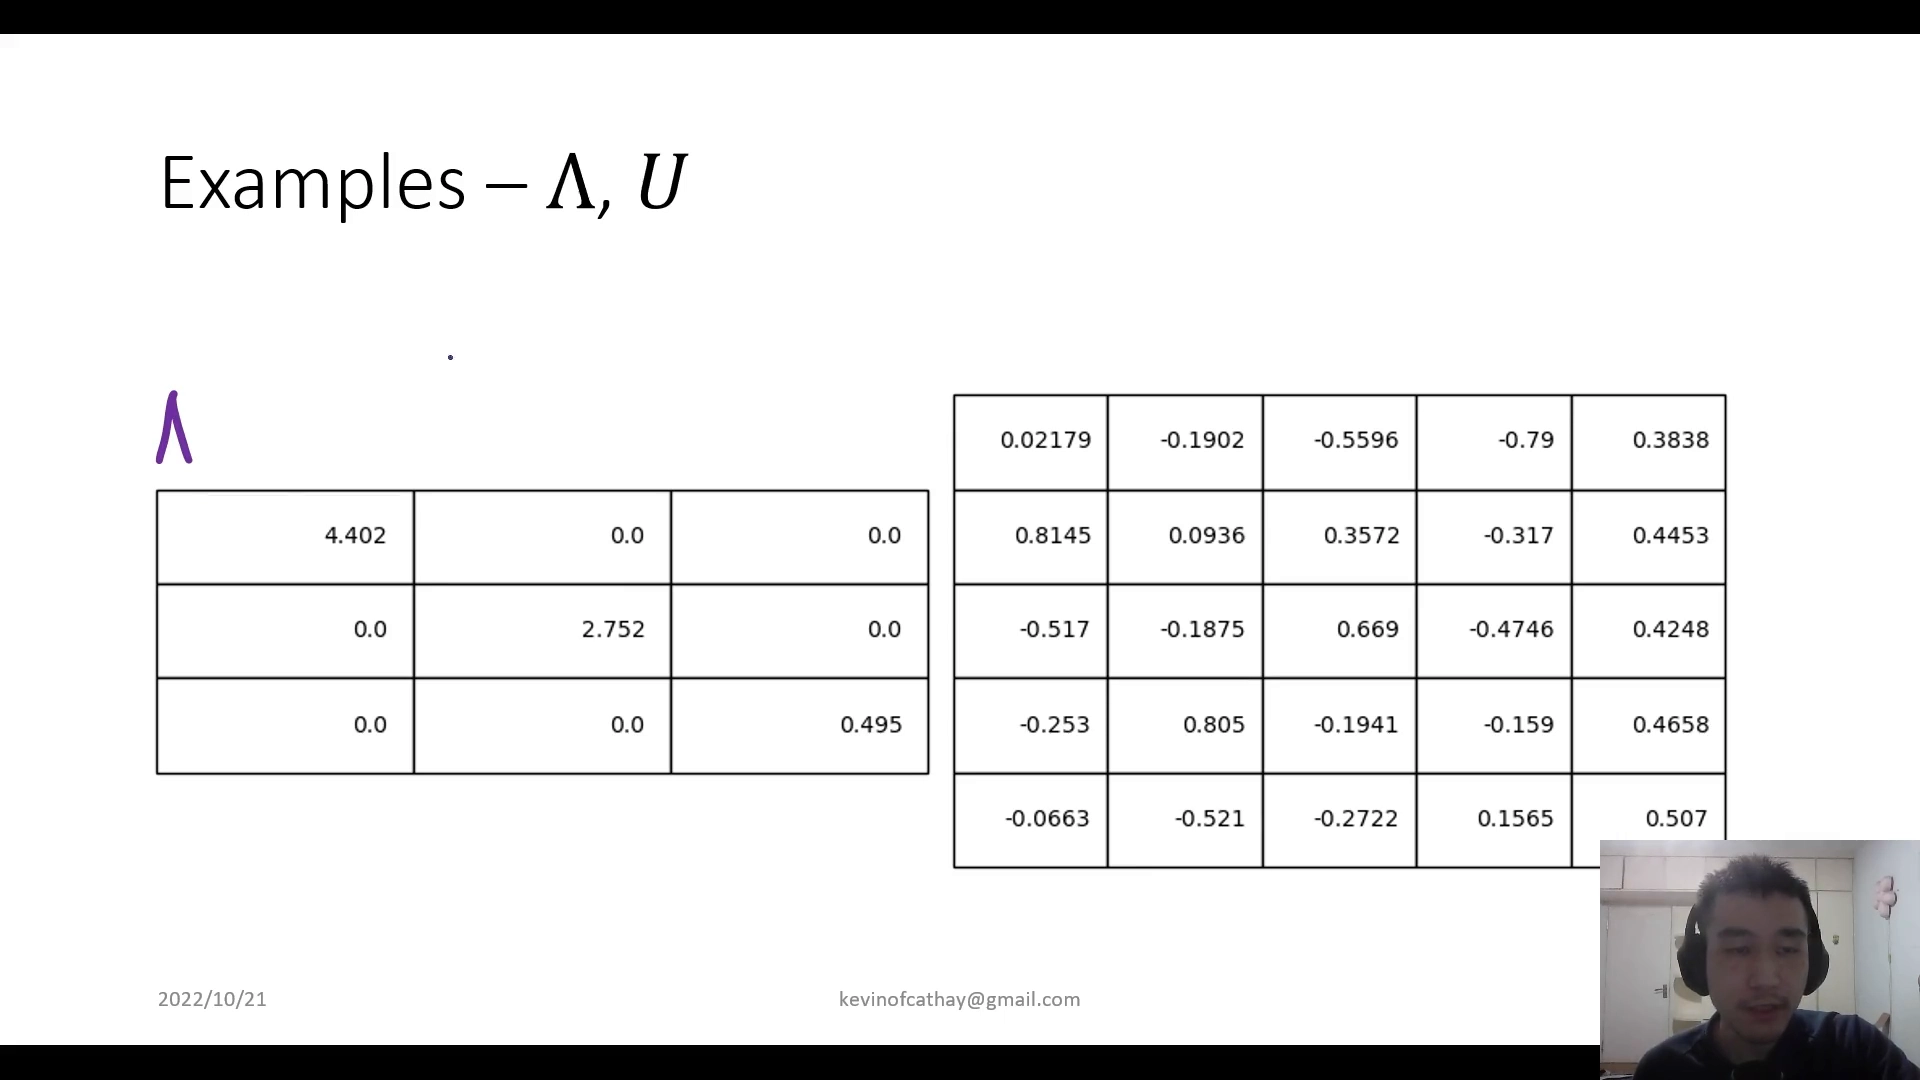 Examples – Λ, U
Λ
4.402 0.0 0.0
0.0 2.752 0.0
0.0 0.0 0.495
0.02179 -0.1902 -0.5596 -0.79 0.3838
0.8145 0.0936 0.3572 -0.317 0.4453
-0.517 -0.1875 0.669 -0.4746 0.4248
-0.253 0.805 -0.1941 -0.159 0.4658
-0.0663 -0.521 -0.2722 0.1565 0.507
2022/10/21
kevinofcathay@gmail.com